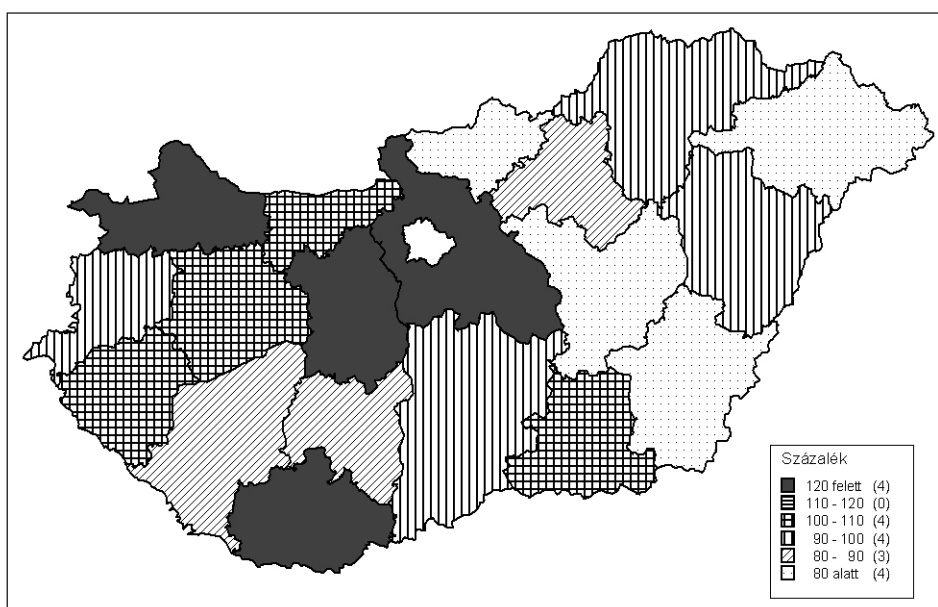 Százalék
120 felett (4)
110 - 120 (0)
100 - 110 (4)
90 - 100 (4)
80 - 90 (3)
80 alatt (4)